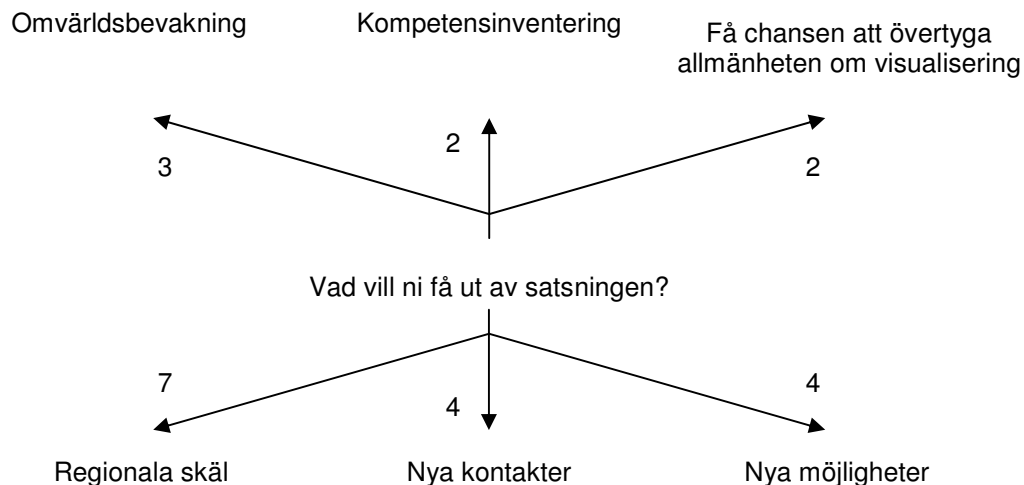 Omvärldsbevakning
Kompetensinventering
Få chansen att övertyga
allmänheten om visualisering
3
2
2
Vad vill ni få ut av satsningen?
7
4
4
Regionala skäl
Nya kontakter
Nya möjligheter